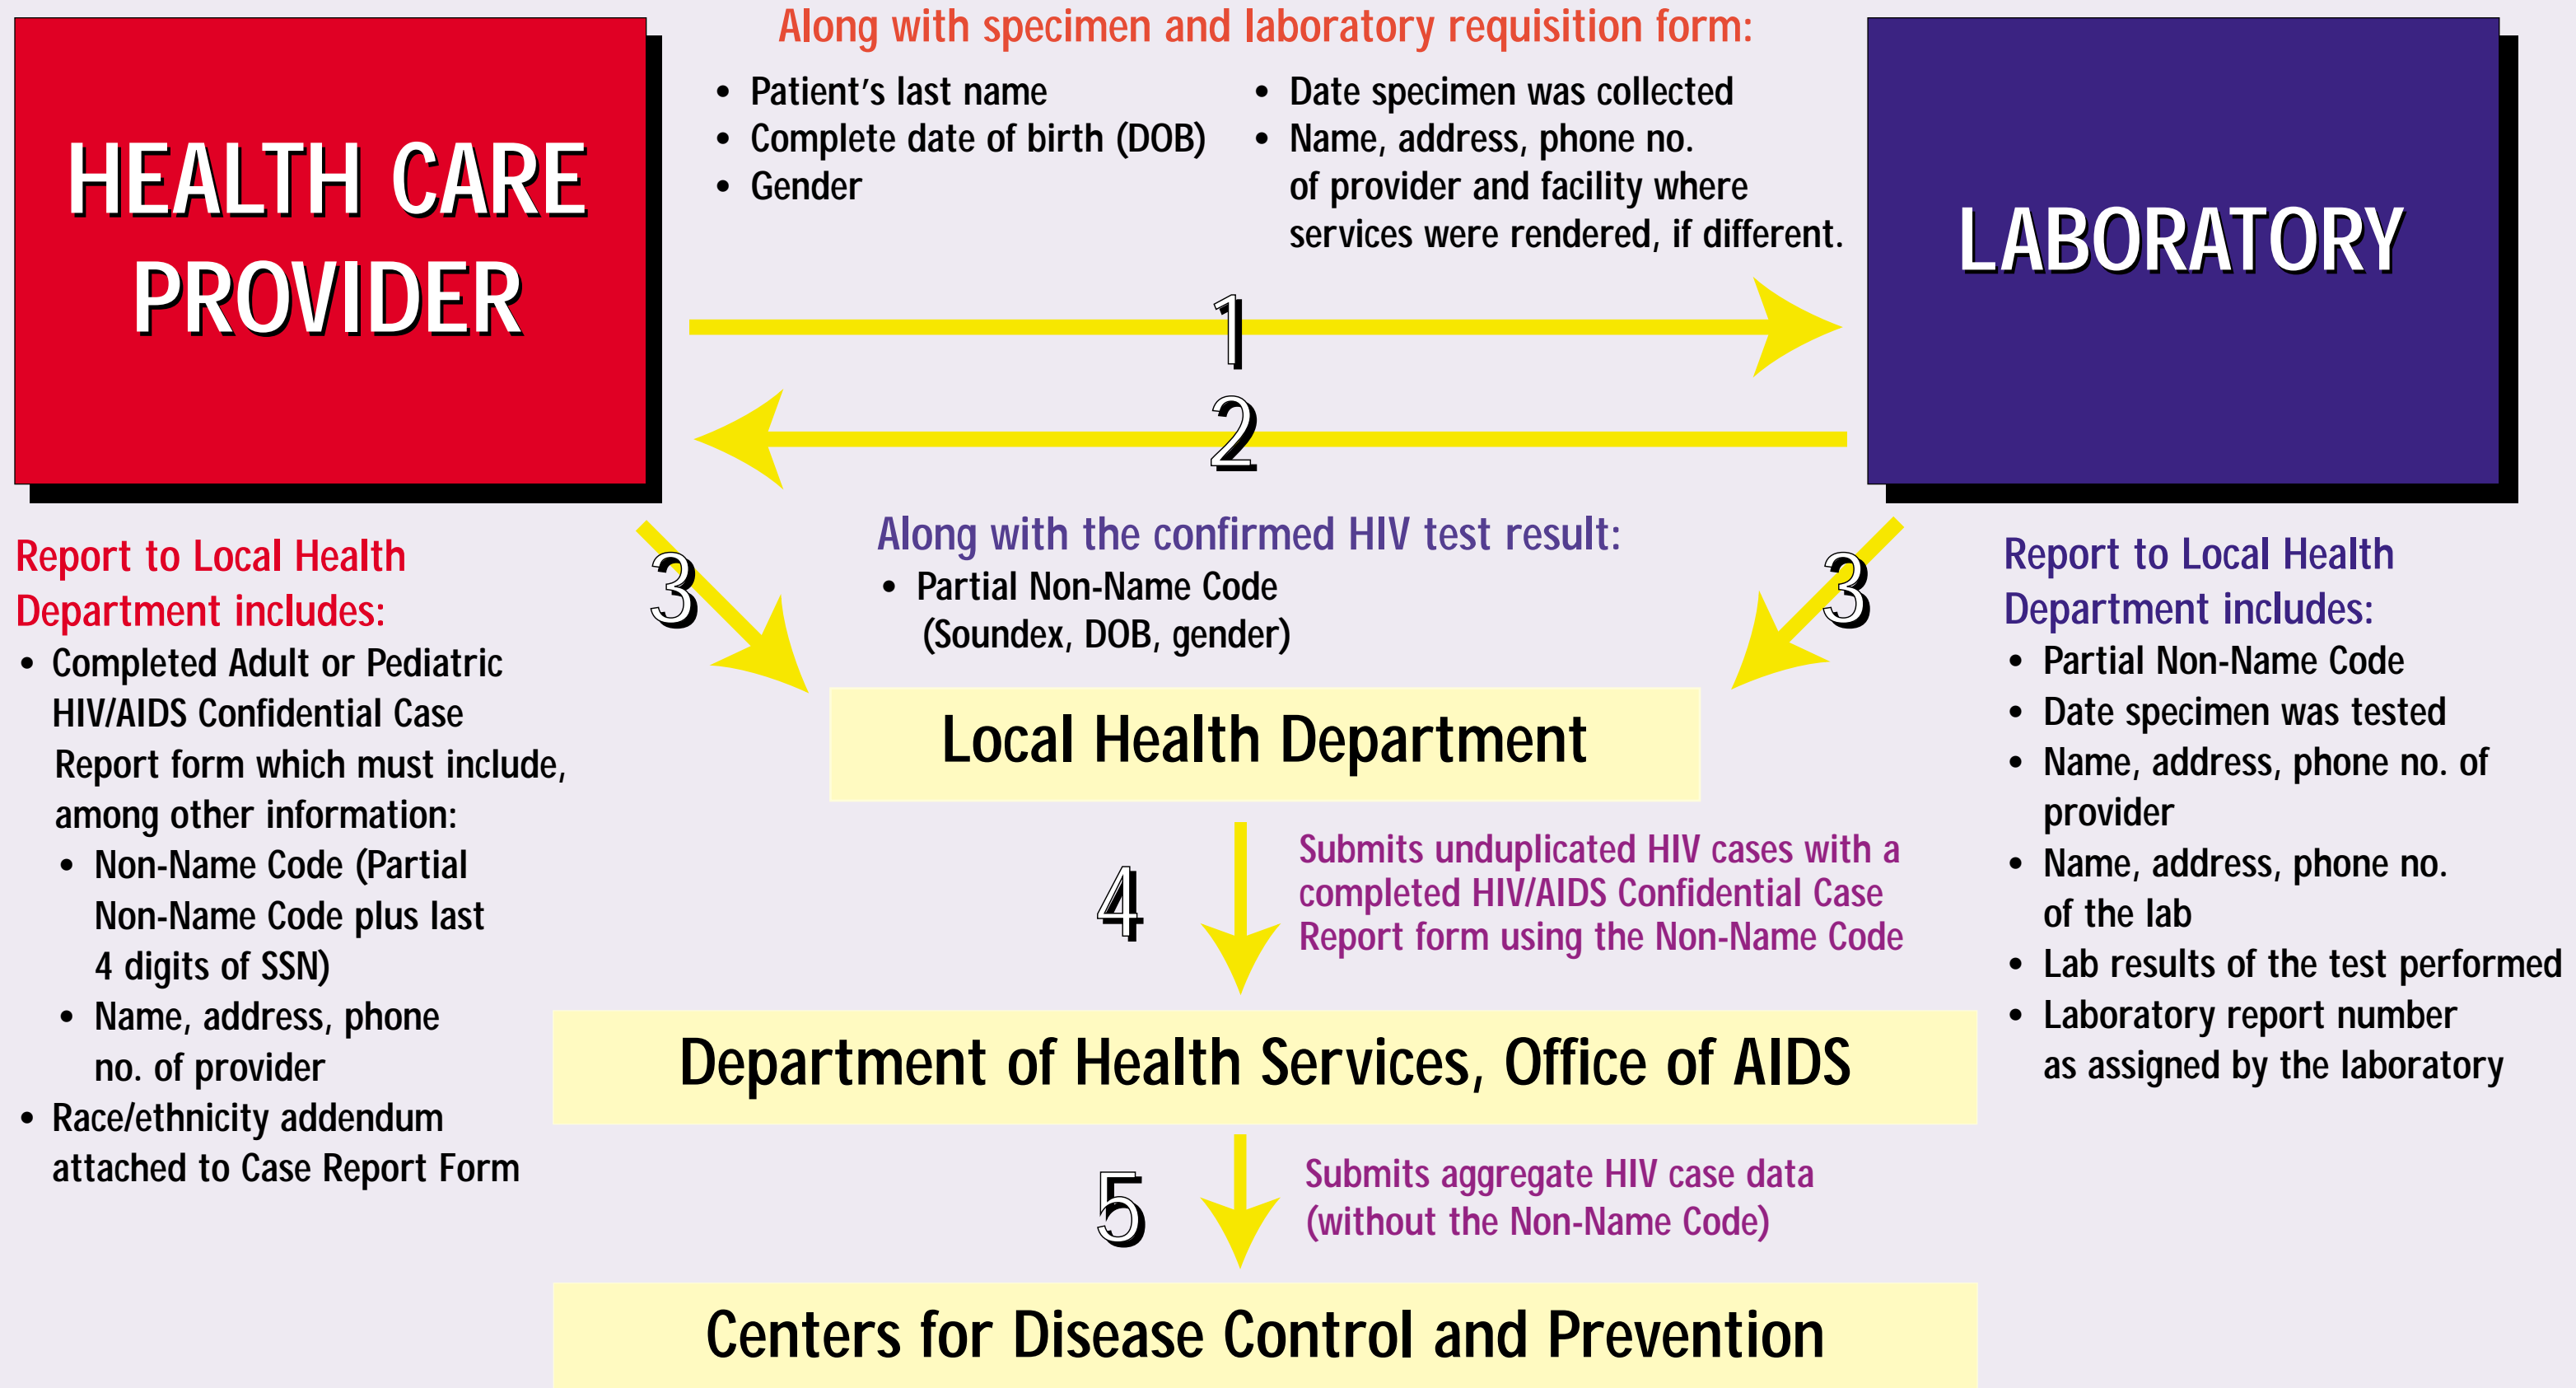 HEALTH CARE
PROVIDER
Along with specimen and laboratory requisition form:
• Patient’s last name
• Complete date of birth (DOB)
• Gender
• Date specimen was collected
• Name, address, phone no.
of provider and facility where
services were rendered, if different.
LABORATORY
1
2
Along with the confirmed HIV test result:
• Partial Non-Name Code
(Soundex, DOB, gender)
3
3
Report to Local Health
Department includes:
• Completed Adult or Pediatric
HIV/AIDS Confidential Case
Report form which must include,
among other information:
• Non-Name Code (Partial
Non-Name Code plus last
4 digits of SSN)
• Name, address, phone
no. of provider
• Race/ethnicity addendum
attached to Case Report Form
Report to Local Health
Department includes:
• Partial Non-Name Code
• Date specimen was tested
• Name, address, phone no. of
provider
• Name, address, phone no.
of the lab
• Lab results of the test performed
• Laboratory report number
as assigned by the laboratory
Local Health Department
4
Submits unduplicated HIV cases with a
completed HIV/AIDS Confidential Case
Report form using the Non-Name Code
Department of Health Services, Office of AIDS
5
Submits aggregate HIV case data
(without the Non-Name Code)
Centers for Disease Control and Prevention